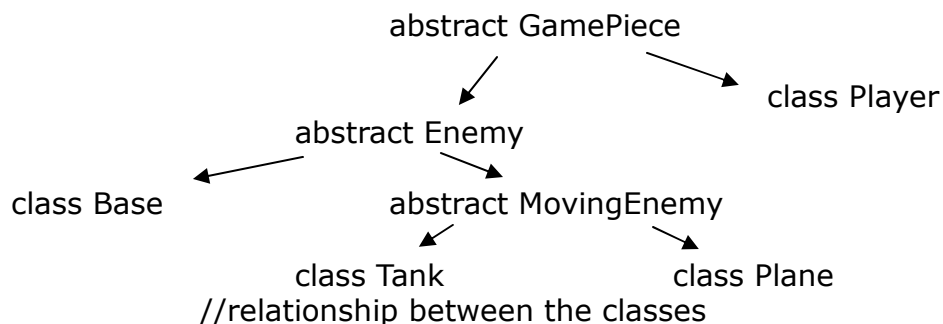 abstract GamePiece
class Player
abstract Enemy
class Base
abstract MovingEnemy
class Tank
class Plane
//relationship between the classes